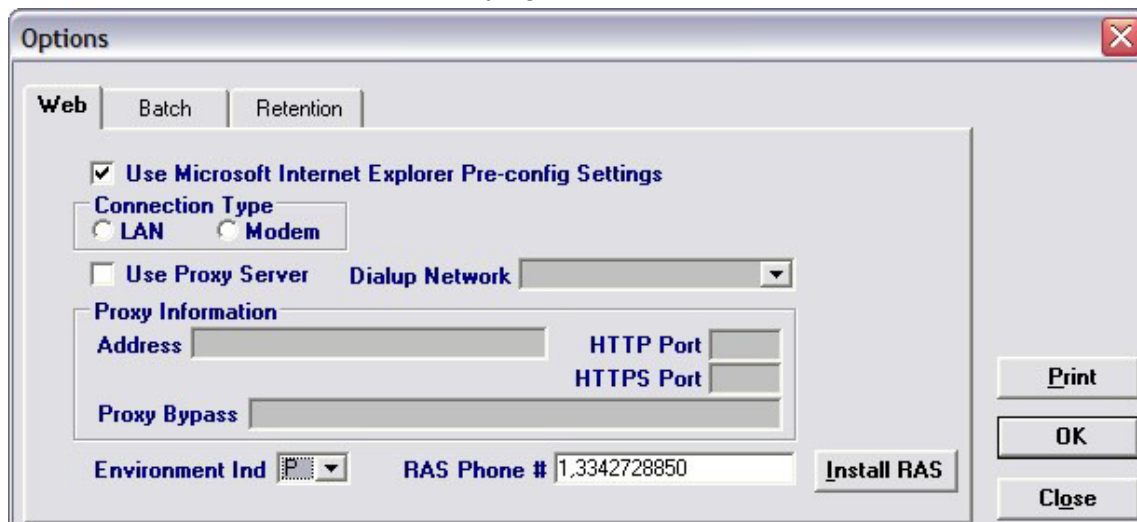 Options
Web Batch Retention
Use Microsoft Internet Explorer Pre-config Settings
Connection Type
LAN Modem
Use Proxy Server Dialup Network
Proxy Information
Address HTTP Port
HTTPS Port
Proxy Bypass
Environment Ind P RAS Phone # 1,3342728850 Install RAS
Print
OK
Close